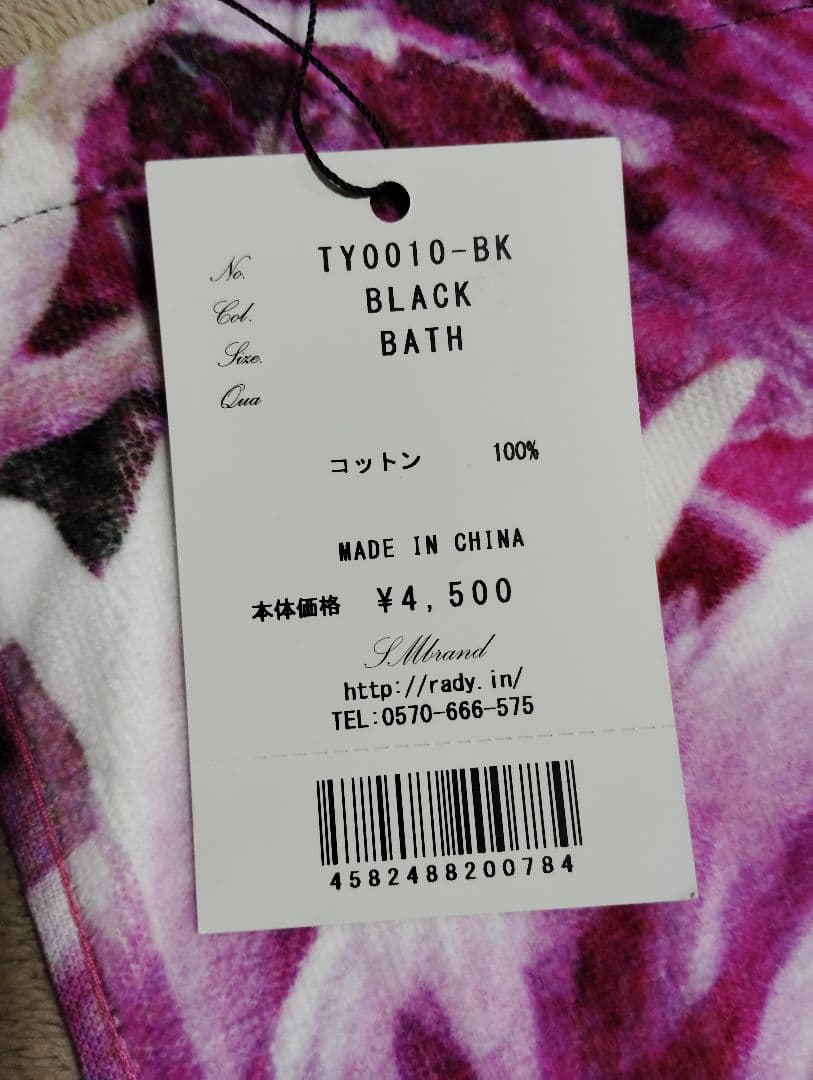 No. TY0010-BK
Col. BLACK
Size. BATH
Qua
コットン 100%
MADE IN CHINA
本体価格 ¥4,500
SMbrand
http://rady.in/
TEL:0570-666-575
4582488200784